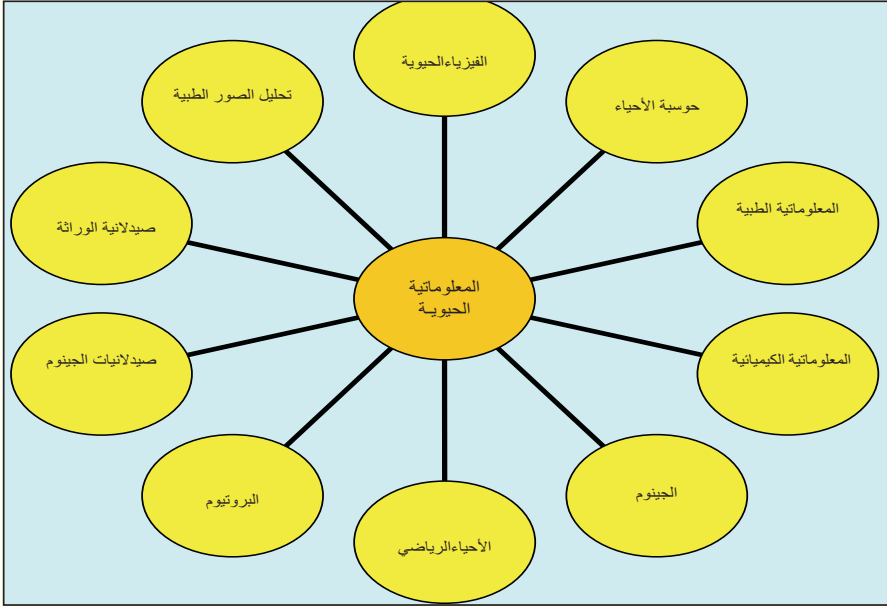 الفيزياءالحيوية
تحليل الصور الطبية
حوسبة الأحياء
صيدلانية الوراثة
المعلوماتية الطبية
المعلوماتية
الحيويـة
صيدلانيات الجينوم
المعلوماتية الكيميائية
البروتيوم
الجينوم
الأحياءالرياضي